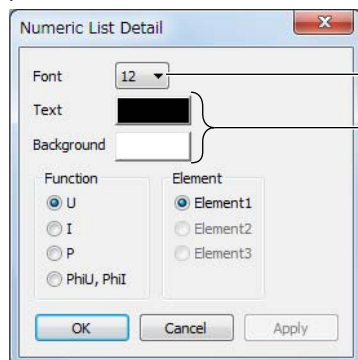 Numeric List Detail
Font 12
Text
Background
Function Element
U Element1
I Element2
P Element3
PhiU, PhiI
OK Cancel Apply